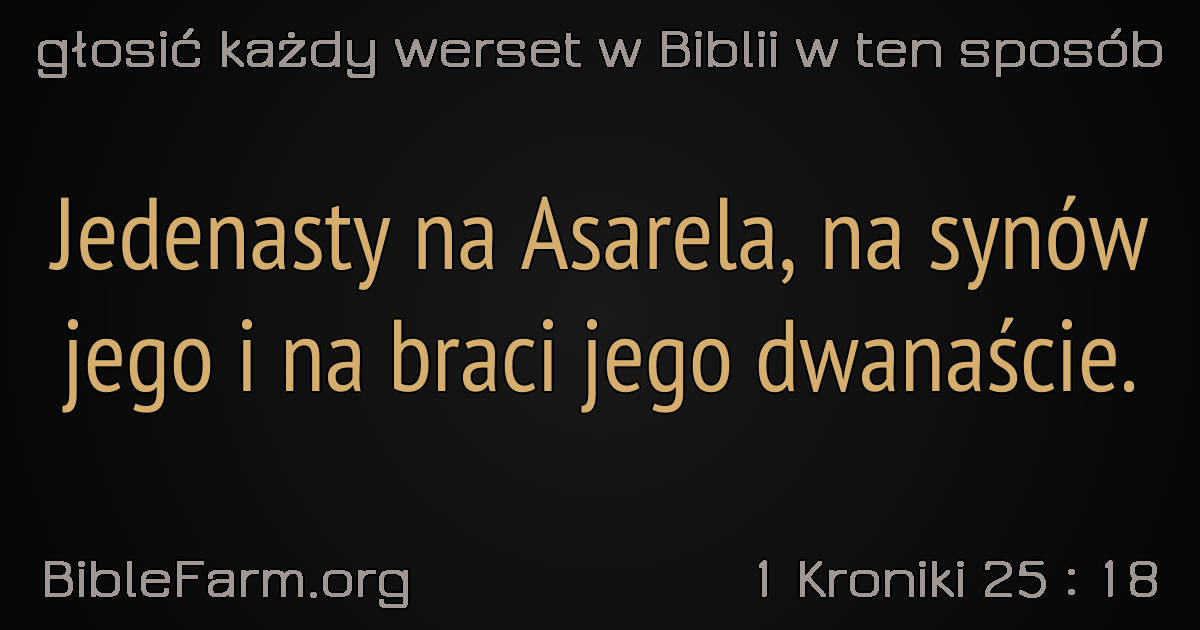 głosić każdy werset w Biblii w ten sposób
Jedenasty na Asarela, na synów
jego i na braci jego dwanaście.
BibleFarm.org
1 Kroniki 25 : 18